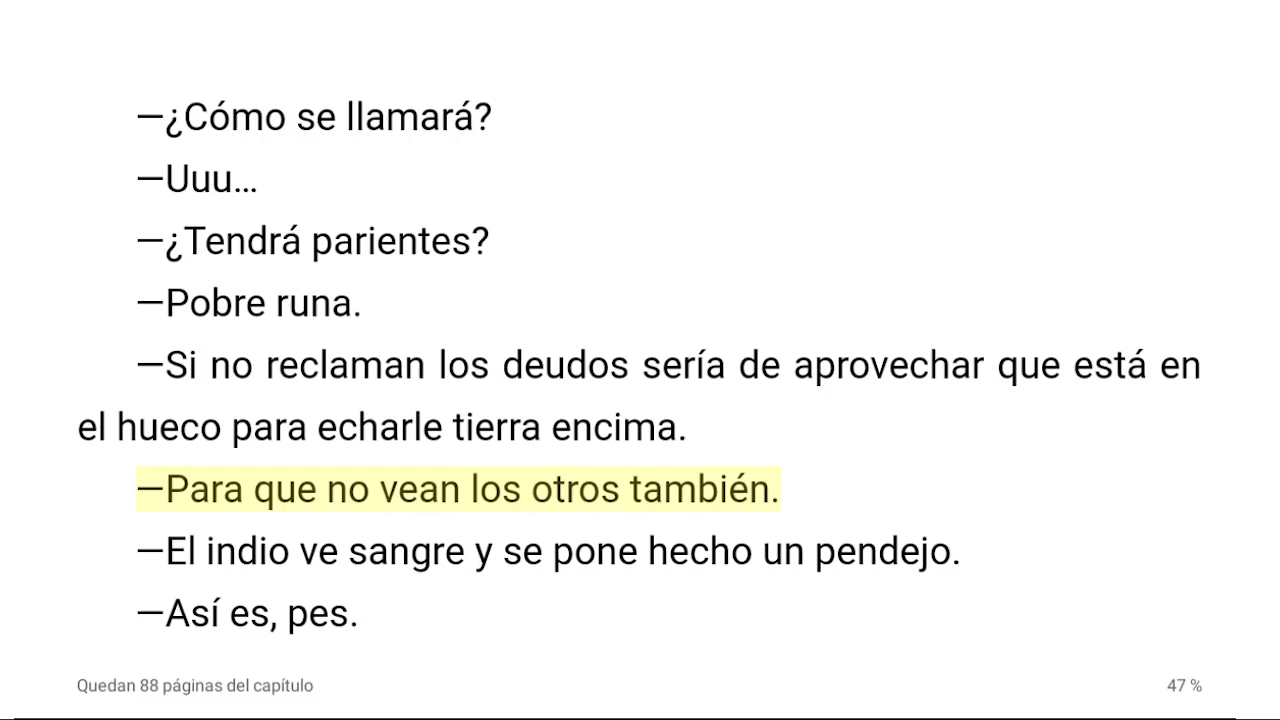 —¿Cómo se llamará?
—Uuu…
—¿Tendrá parientes?
—Pobre runa.
—Si no reclaman los deudos sería de aprovechar que está en
el hueco para echarle tierra encima.
—Para que no vean los otros también.
—El indio ve sangre y se pone hecho un pendejo.
—Así es, pes.
Quedan 88 páginas del capítulo
47 %